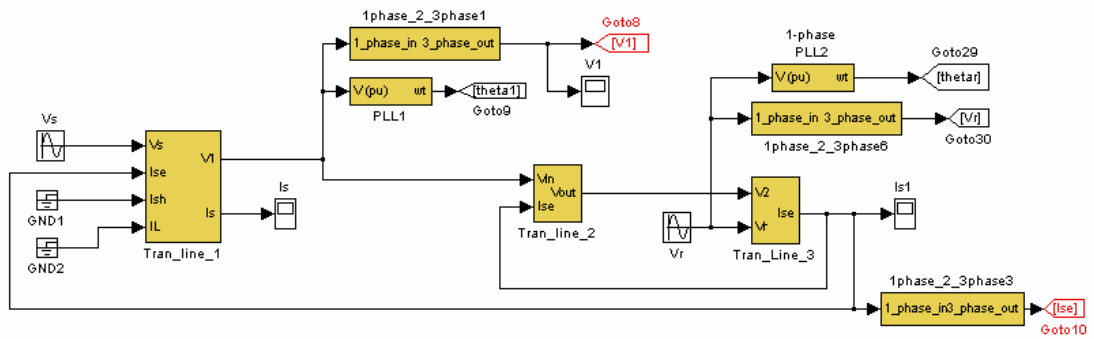 1phase_2_3phase1
1_phase_in 3_phase_out
Goto8
[V1]
V1
V(pu) wt
PLL1
[theta1]
Goto9
1-phase
PLL2
V(pu) wt
Goto29
[thetar]
1_phase_in 3_phase_out
1phase_2_3phase6
[Vr]
Goto30
Vs
Vs
Ise
Ish
IL
V1
Is
Tran_line_1
GND1
GND2
Is
Vin
Vout
Ise
Tran_line_2
Vr
V2
Ise
Vr
Tran_Line_3
Is1
1phase_2_3phase3
1_phase_in3_phase_out
[Ise]
Goto10